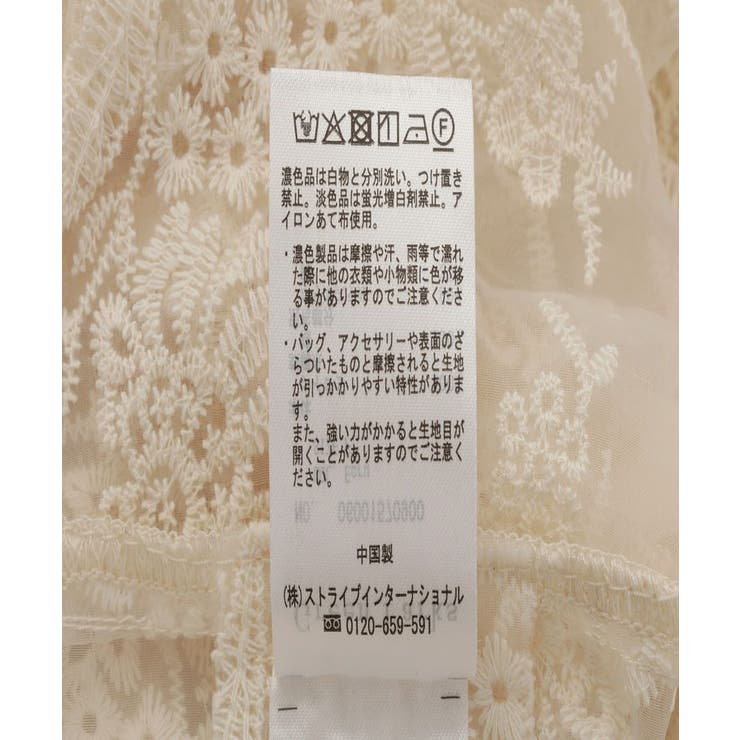 濃色品は白物と分別洗い。つけ置き
禁止。淡色品は蛍光増白剤禁止。ア
イロンあて布使用。
・濃色製品は摩擦や汗、雨等で濡れ
た際に他の衣類や小物類に色が移
る事がありますのでご注意くださ
い。
・バッグ、アクセサリーや表面のざ
らついたものと摩擦されると生地
が引っかかりやすい特性がありま
す。
また、強い力がかかると生地目が
開くことがありますのでご注意く
ださい。
中国製
(株)ストライプインターナショナル
0120-659-591